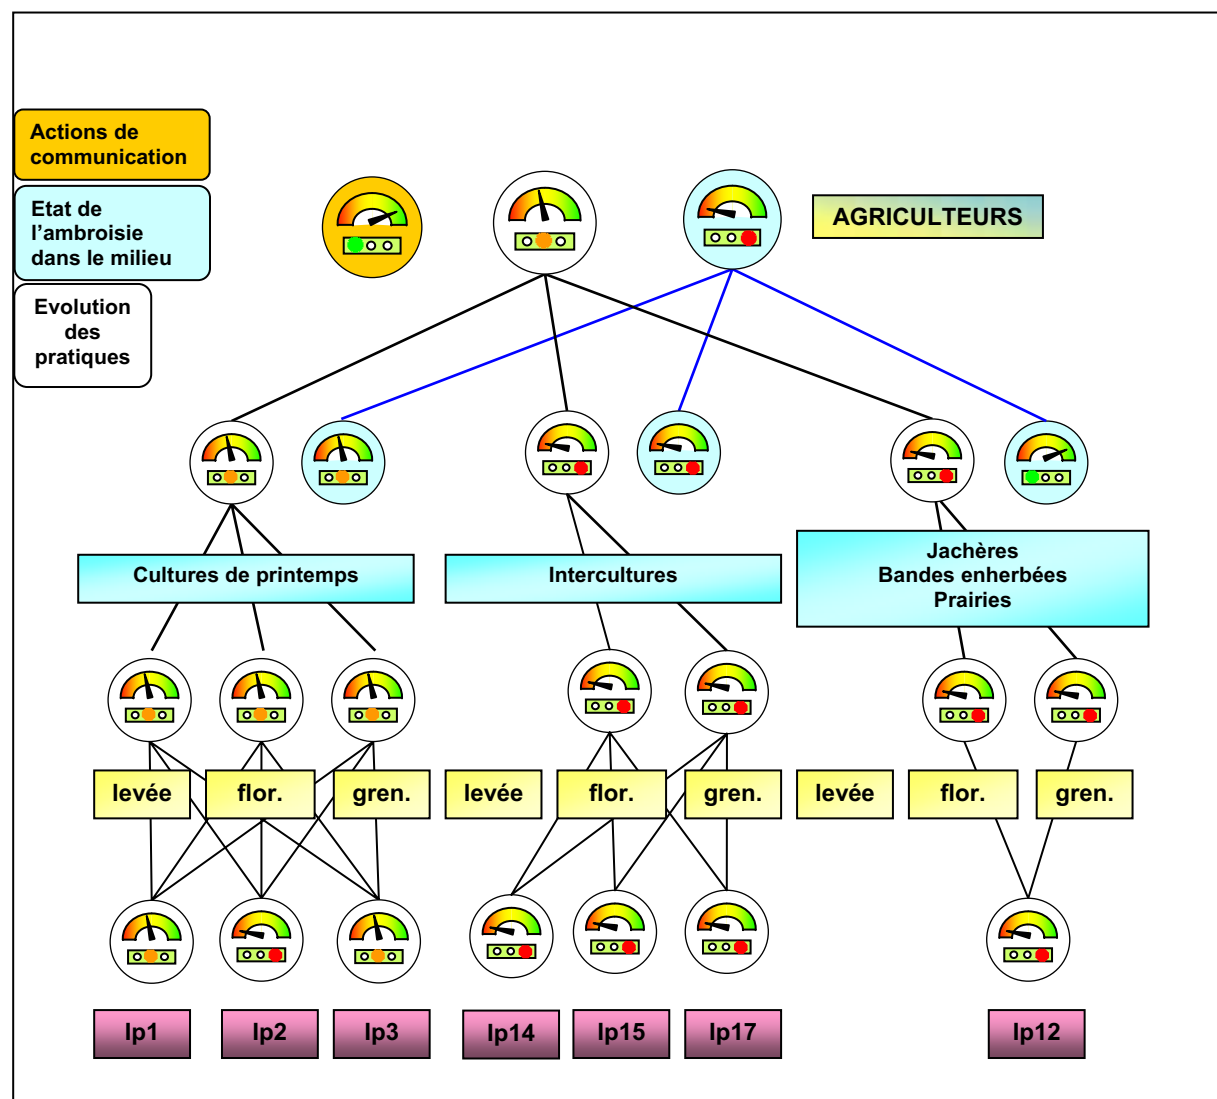 Actions de
communication
Etat de
l'ambroisie
dans le milieu
Evolution
des
pratiques
AGRICULTEURS
Cultures de printemps
Intercultures
Jachères
Bandes enherbées
Prairies
levée flor. gren. levée flor. gren. levée flor. gren.
Ip1 Ip2 Ip3 Ip14 Ip15 Ip17 Ip12